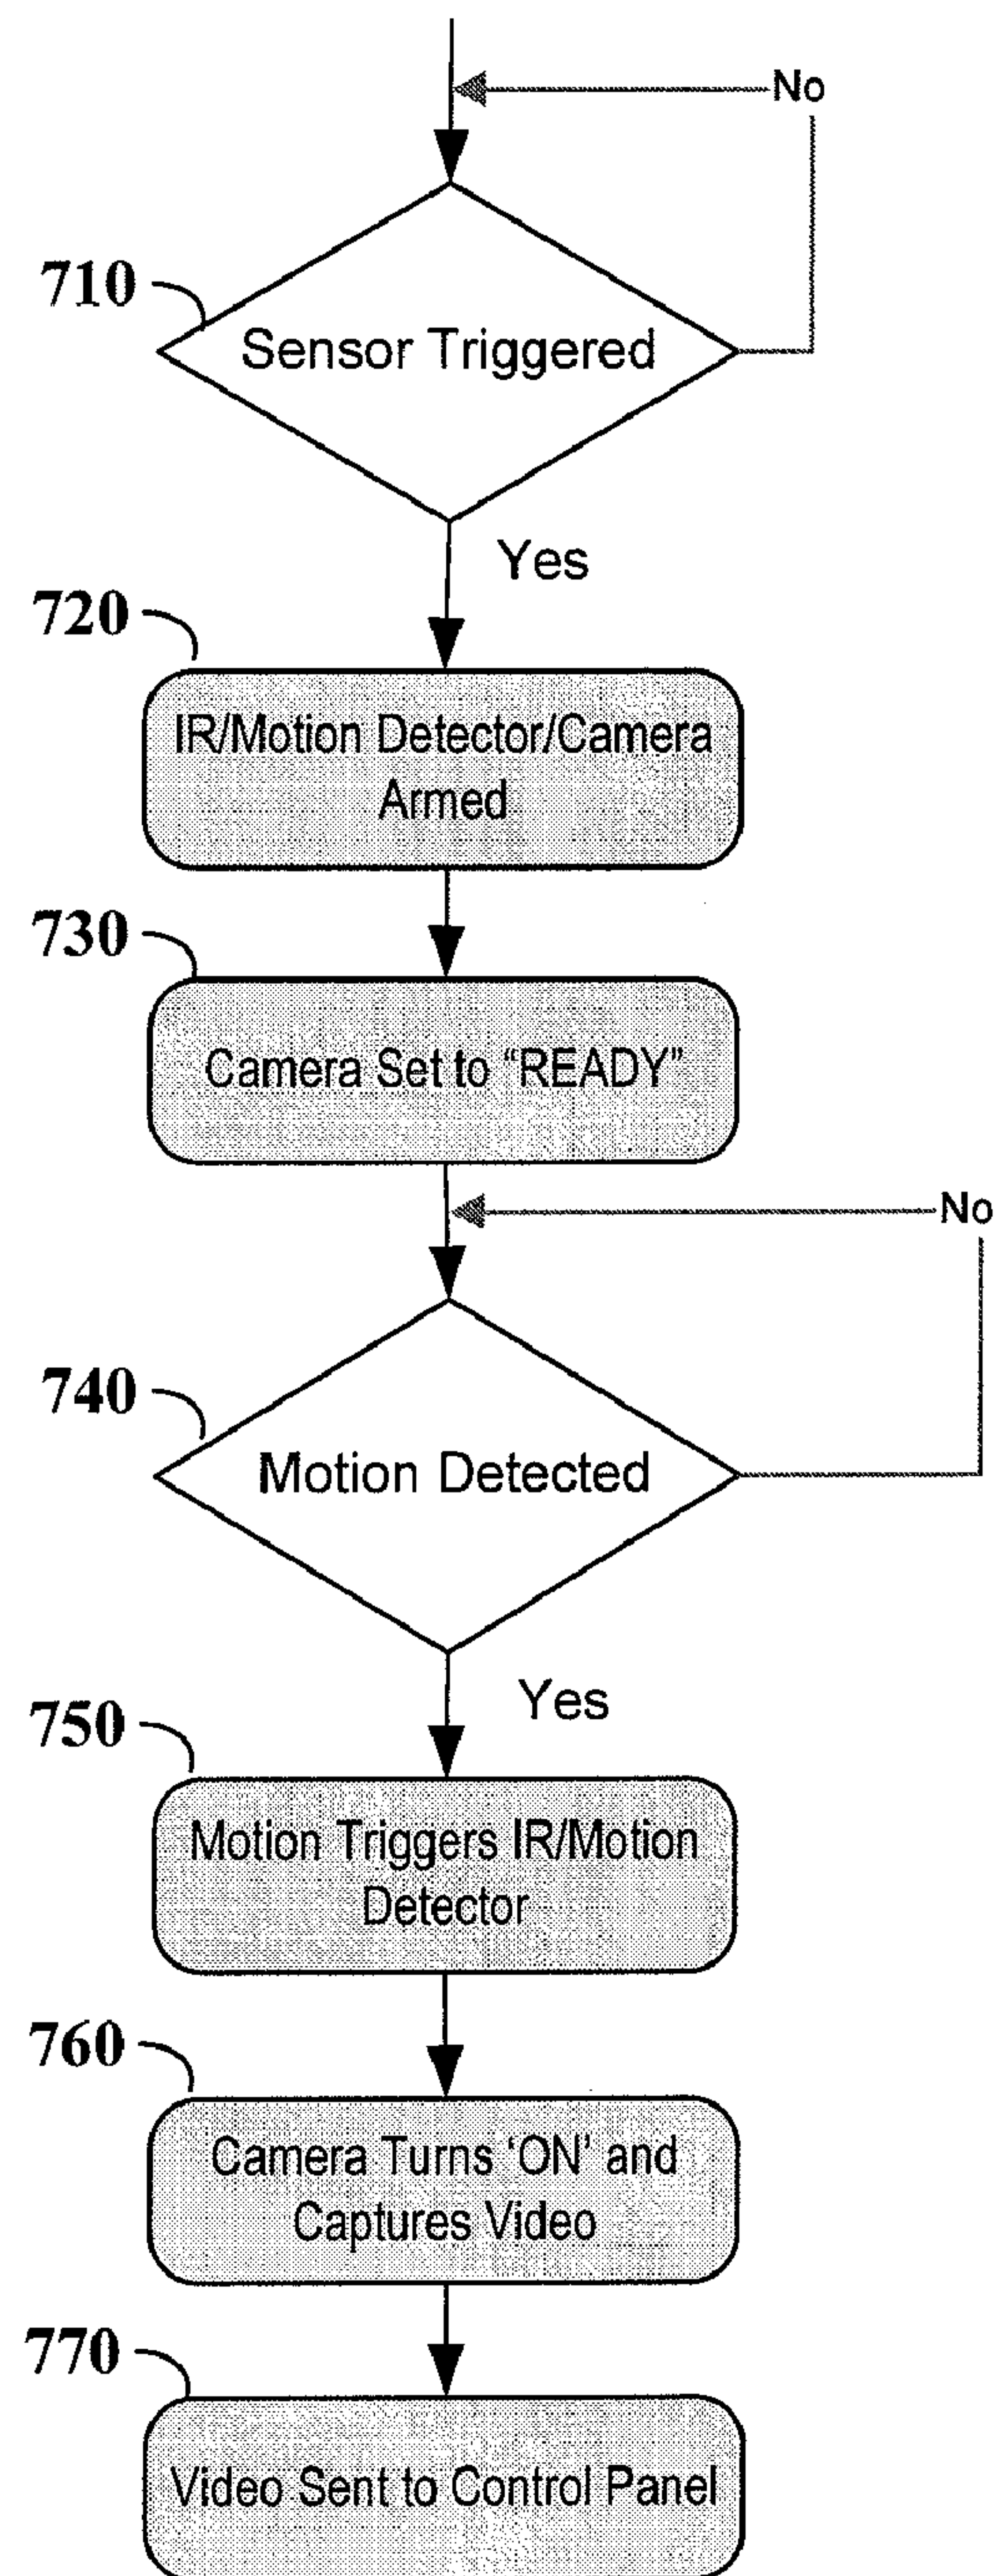 No
710
Sensor Triggered
Yes
720
IR/Motion Detector/Camera
Armed
730
Camera Set to “READY”
No
740
Motion Detected
Yes
750
Motion Triggers IR/Motion
Detector
760
Camera Turns ‘ON’ and
Captures Video
770
Video Sent to Control Panel